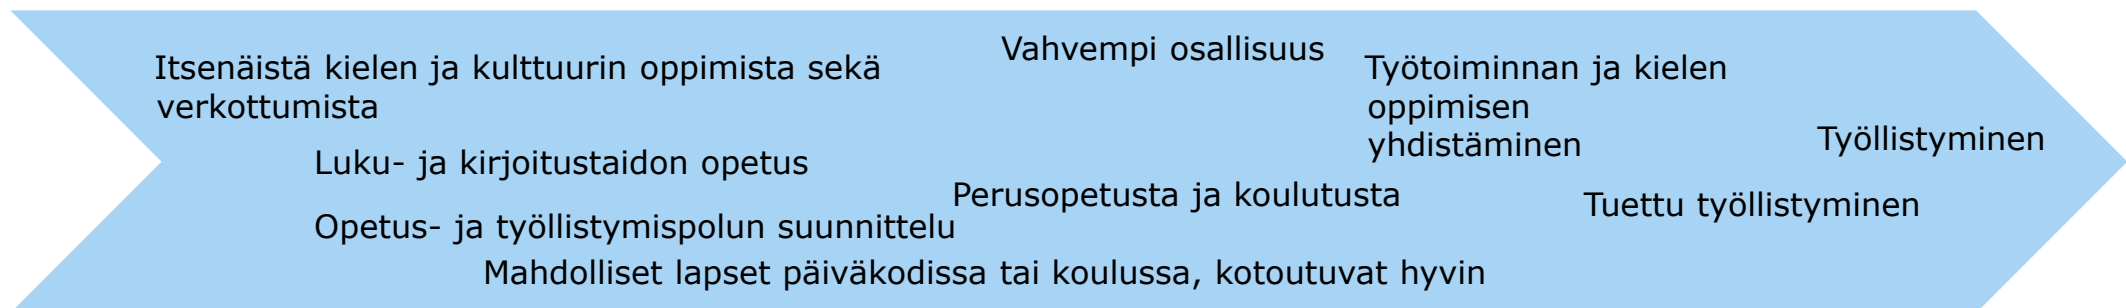 Itsenäistä kielen ja kulttuurin oppimista sekä
verkottumista
Luku- ja kirjoitustaidon opetus
Opetus- ja työllistymispolun suunnittelu
Mahdolliset lapset päiväkodissa tai koulussa, kotoutuvat hyvin
Vahvempi osallisuus
Perusopetusta ja koulutusta
Työtoiminnan ja kielen
oppimisen
yhdistäminen
Tuettu työllistyminen
Työllistyminen